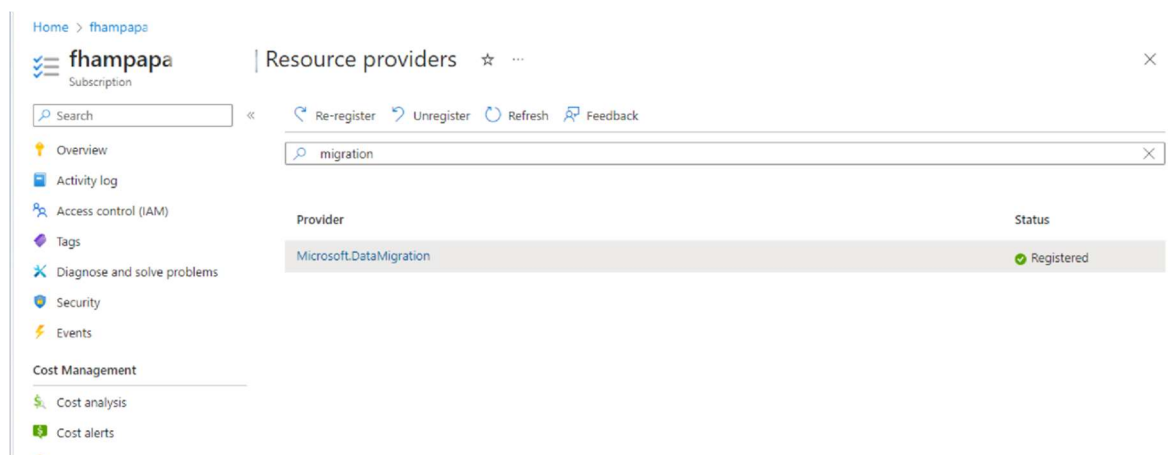 Home > fhampapa
fhampapa | Resource providers
Subscription
Search
Re-register Unregister Refresh Feedback
migration
Overview
Activity log
Access control (IAM)
Tags
Diagnose and solve problems
Security
Events
Cost Management
Cost analysis
Cost alerts
Provider Status
Microsoft.DataMigration Registered